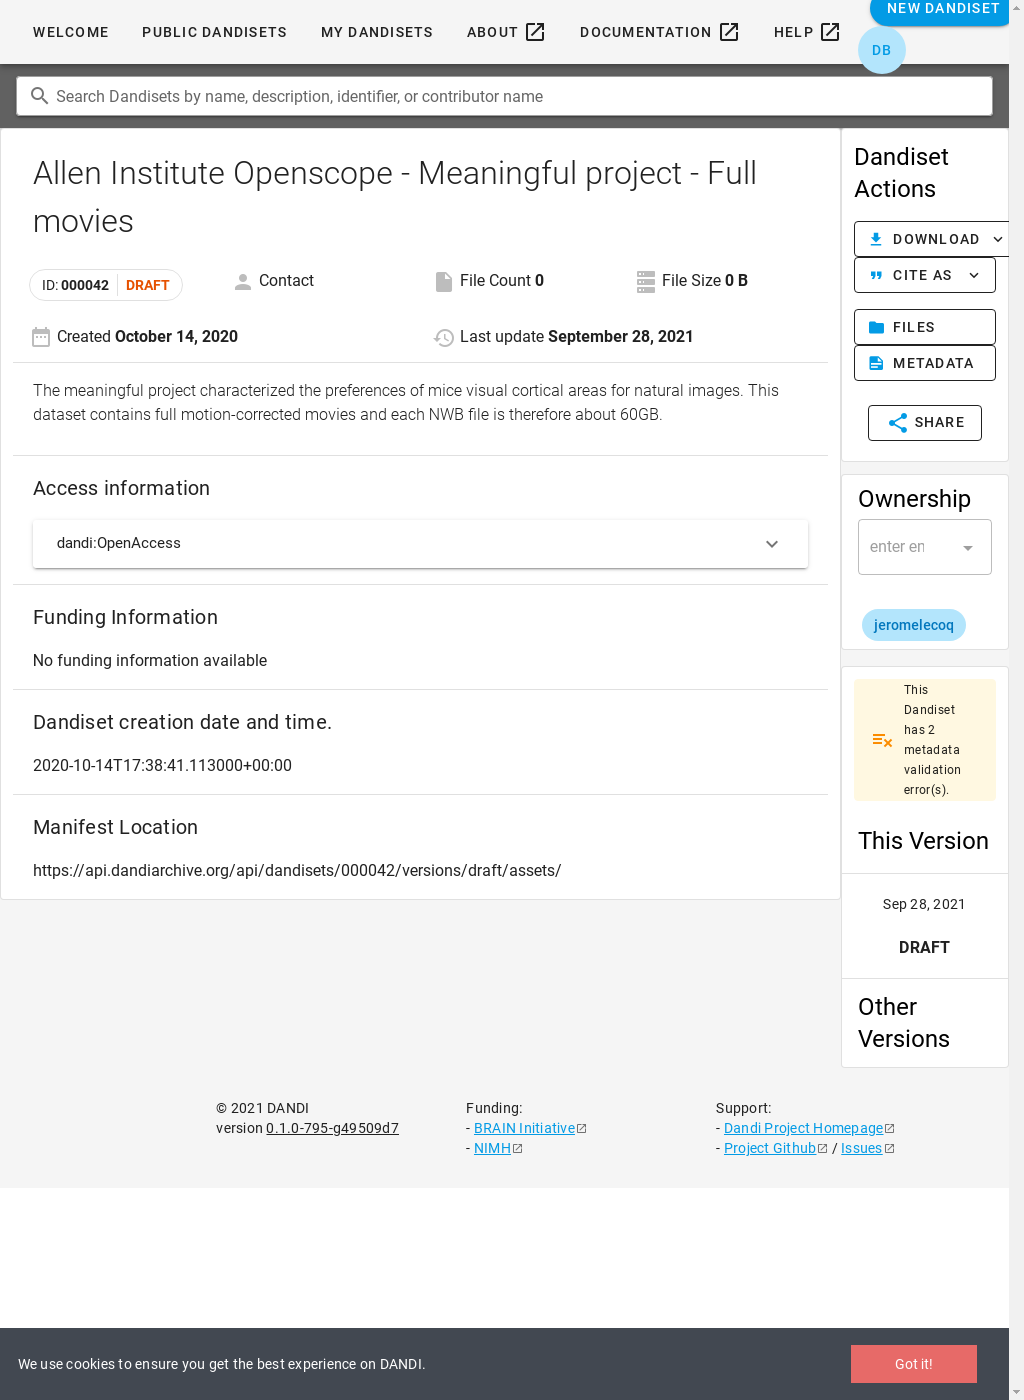 WELCOME
PUBLIC DANDISETS
MY DANDISETS
ABOUT
DOCUMENTATION
HELP
NEW DANDISET
DB
Search Dandisets by name, description, identifier, or contributor name
Allen Institute Openscope - Meaningful project - Full
movies
ID: 000042 DRAFT
Contact
File Count 0
File Size 0 B
Created October 14, 2020
Last update September 28, 2021
The meaningful project characterized the preferences of mice visual cortical areas for natural images. This
dataset contains full motion-corrected movies and each NWB file is therefore about 60GB.
Access information
dandi:OpenAccess
Funding Information
No funding information available
Dandiset creation date and time.
2020-10-14T17:38:41.113000+00:00
Manifest Location
https://api.dandiarchive.org/api/dandisets/000042/versions/draft/assets/
Dandiset
Actions
DOWNLOAD
CITE AS
FILES
METADATA
SHARE
Ownership
enter en
jeromelecoq
This
Dandiset
has 2
metadata
validation
error(s).
This Version
Sep 28, 2021
DRAFT
Other
Versions
© 2021 DANDI
version 0.1.0-795-g49509d7
Funding:
- BRAIN Initiative
- NIMH
Support:
- Dandi Project Homepage
- Project Github / Issues
We use cookies to ensure you get the best experience on DANDI.
Got it!